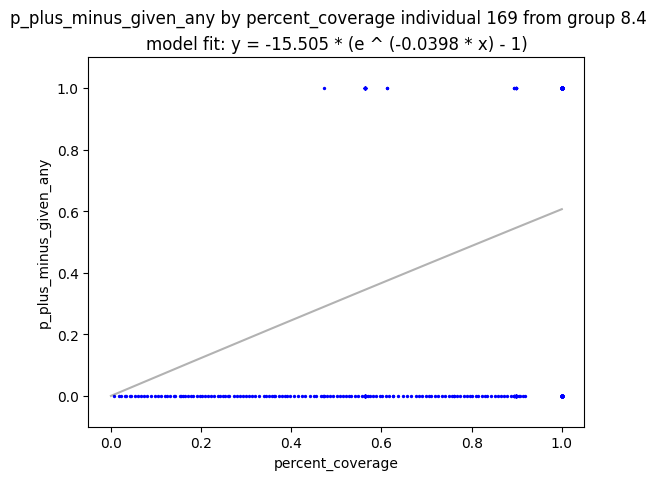 p_plus_minus_given_any by percent_coverage individual 169 from group 8.4
model fit: y = -15.505 * (e ^ (-0.0398 * x) - 1)
1.0
0.8
0.6
0.4
0.2
0.0
p_plus_minus_given_any
0.0 0.2 0.4 0.6 0.8 1.0
percent_coverage